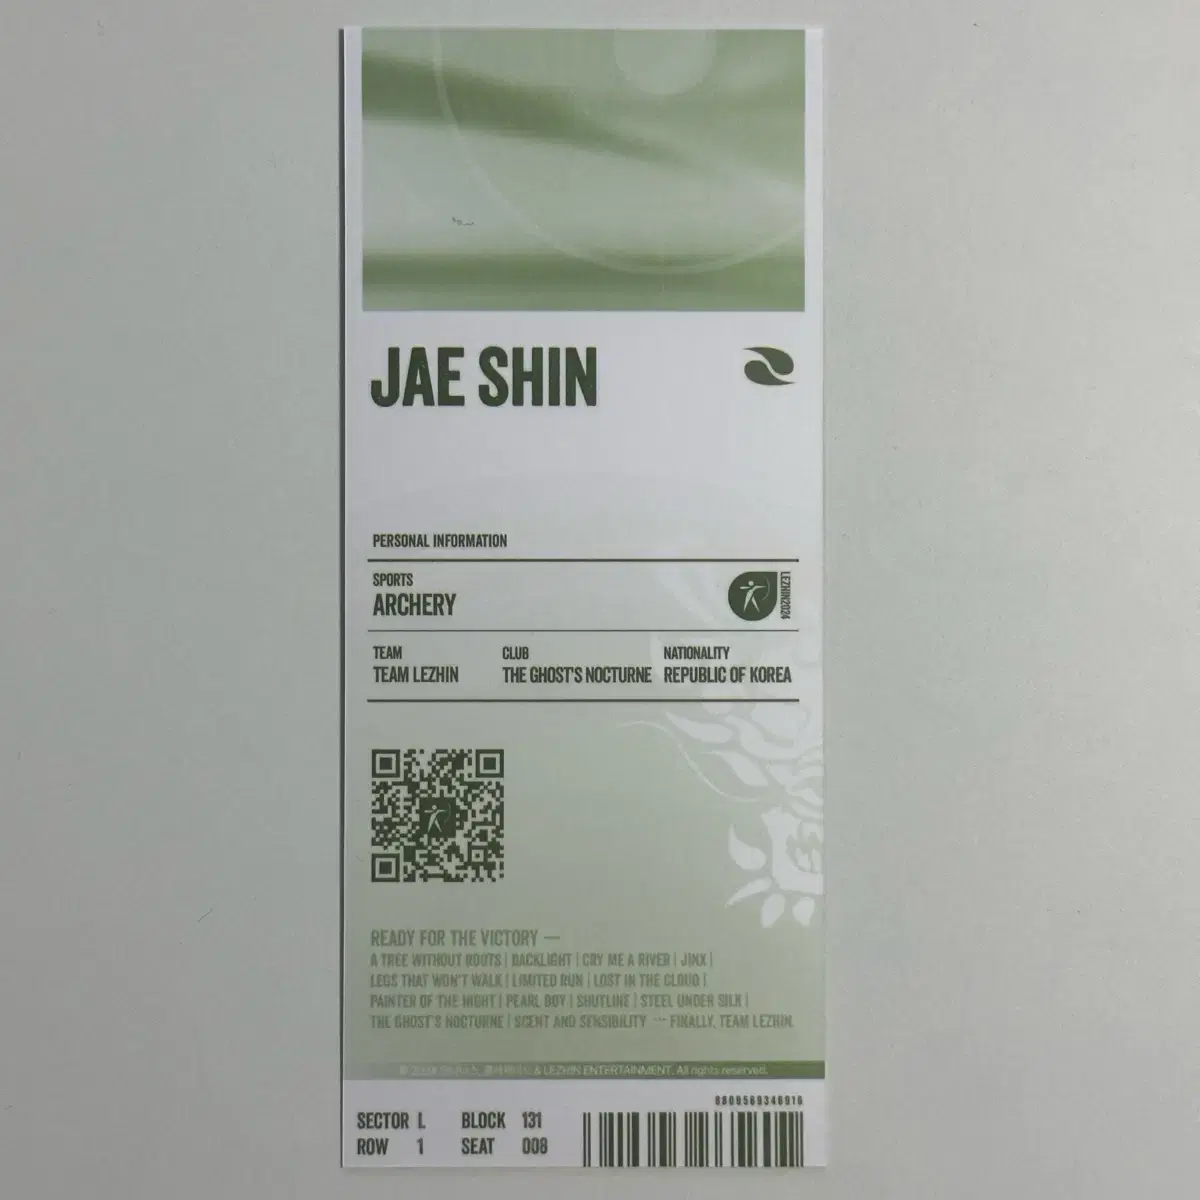 JAE SHIN
PERSONAL INFORMATION
SPORTS
ARCHERY
LEZHIN2024
TEAM
TEAM LEZHIN
CLUB
THE GHOST'S NOCTURNE
NATIONALITY
REPUBLIC OF KOREA
READY FOR THE VICTORY —
A TREE WITHOUT ROOTS | BACKLIGHT | CRY ME A RIVER | JINX |
LEGS THAT WON'T WALK | LIMITED RUN | LOST IN THE CLOUD |
PAINTER OF THE NIGHT | PEARL BOY | SHUTLINE | STEEL UNDER SILK |
THE GHOST'S NOCTURNE | SCENT AND SENSIBILITY ··· FINALLY, TEAM LEZHIN.
& LEZHIN ENTERTAINMENT. All rights reserved.
SECTOR L BLOCK 131
ROW 1 SEAT 008